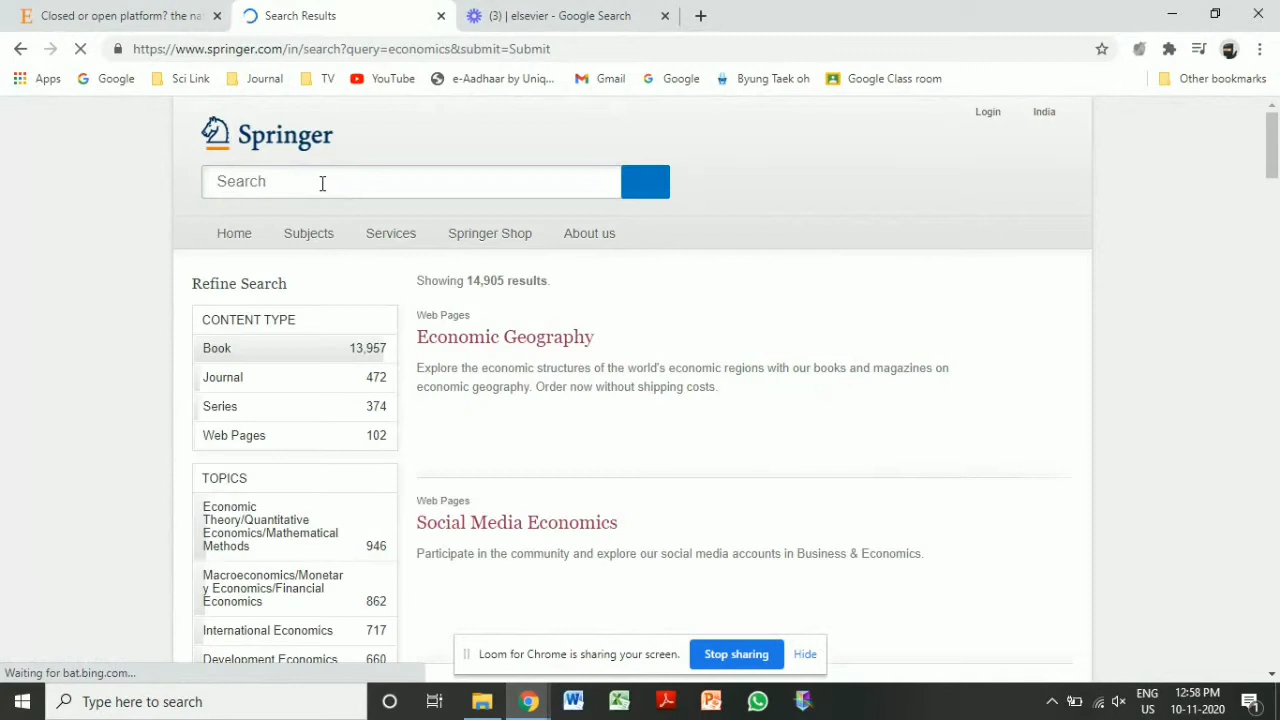 Closed or open platform? the nat
Search Results
(3) | elsevier - Google Search
https://www.springer.com/in/search?query=economics&submit=Submit
Apps
Google
Sci Link
Journal
TV
YouTube
e-Aadhaar by Uniq...
Gmail
Google
Byung Taek oh
Google Class room
Other bookmarks
Login
India
Springer
Search
Home
Subjects
Services
Springer Shop
About us
Refine Search
CONTENT TYPE
Book 13,957
Journal 472
Series 374
Web Pages 102
TOPICS
Economic
Theory/Quantitative
Economics/Mathematical
Methods 946
Macroeconomics/Monetar
y Economics/Financial
Economics 862
International Economics 717
Development Economics 660
Showing 14,905 results.
Web Pages
Economic Geography
Explore the economic structures of the world's economic regions with our books and magazines on
economic geography. Order now without shipping costs.
Web Pages
Social Media Economics
Participate in the community and explore our social media accounts in Business & Economics.
Loom for Chrome is sharing your screen.
Stop sharing
Hide
Waiting for bat.bing.com...
Type here to search
ENG
US
12:58 PM
10-11-2020
1